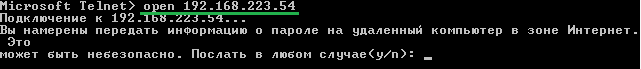 Microsoft Telnet> open 192.168.223.54
Подключение к 192.168.223.54...
Вы намерены передать информацию о пароле на удаленный компьютер в зоне Интернет.
Это
может быть небезопасно. Послать в любом случае(y/n): _